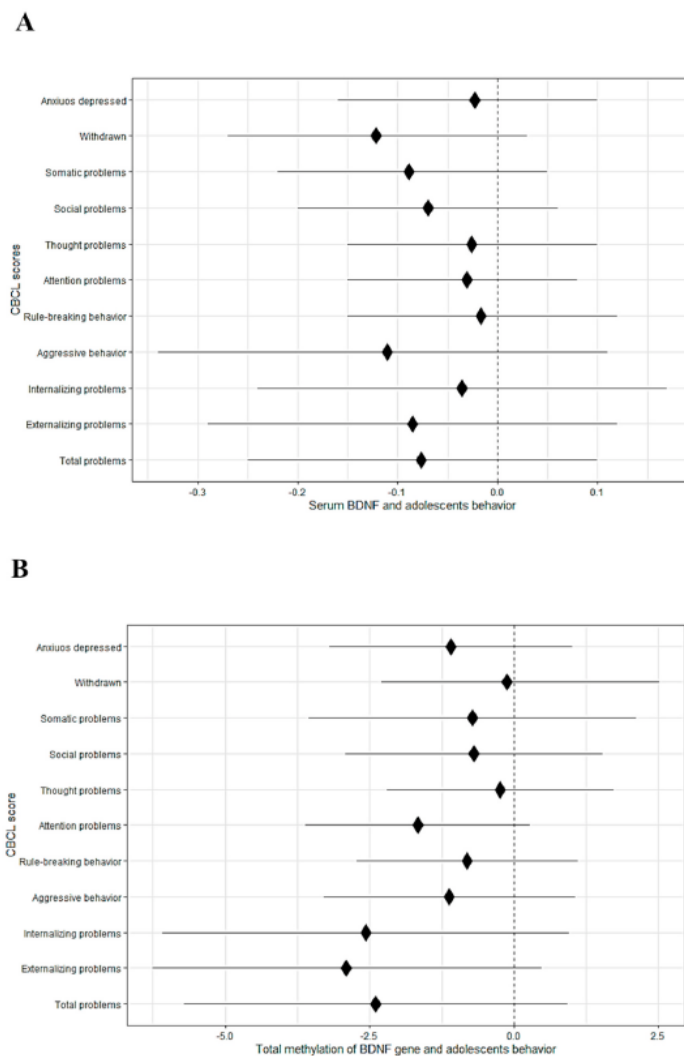 A
Anxiuos depressed
Withdrawn
Somatic problems
Social problems
Thought problems
Attention problems
Rule-breaking behavior
Aggressive behavior
Internalizing problems
Externalizing problems
Total problems
CBCL scores
-0.3 -0.2 -0.1 0.0 0.1
Serum BDNF and adolescents behavior
B
Anxiuos depressed
Withdrawn
Somatic problems
Social problems
Thought problems
Attention problems
Rule-breaking behavior
Aggressive behavior
Internalizing problems
Externalizing problems
Total problems
CBCL score
-5.0 -2.5 0.0 2.5
Total methylation of BDNF gene and adolescents behavior